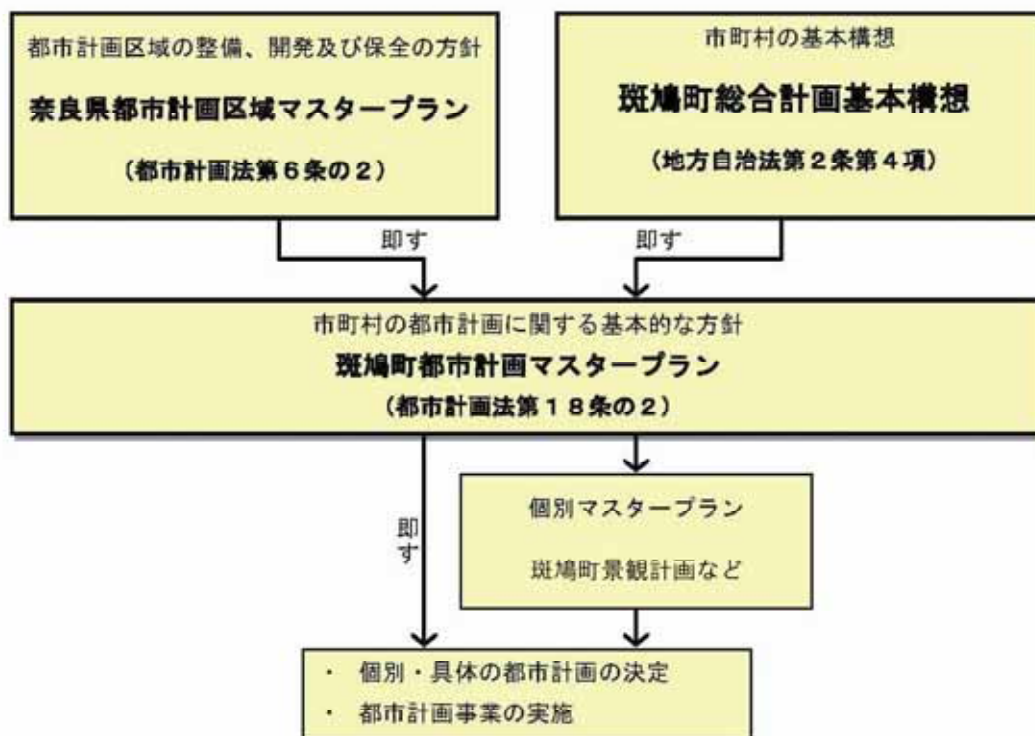 都市計画区域の整備、開発及び保全の方針
奈良県都市計画区域マスタープラン
（都市計画法第６条の２）
市町村の基本構想
斑鳩町総合計画基本構想
（地方自治法第２条第４項）
即す
即す
市町村の都市計画に関する基本的な方針
斑鳩町都市計画マスタープラン
（都市計画法第１８条の２）
即す
個別マスタープラン
斑鳩町景観計画など
・ 個別・具体の都市計画の決定
・ 都市計画事業の実施